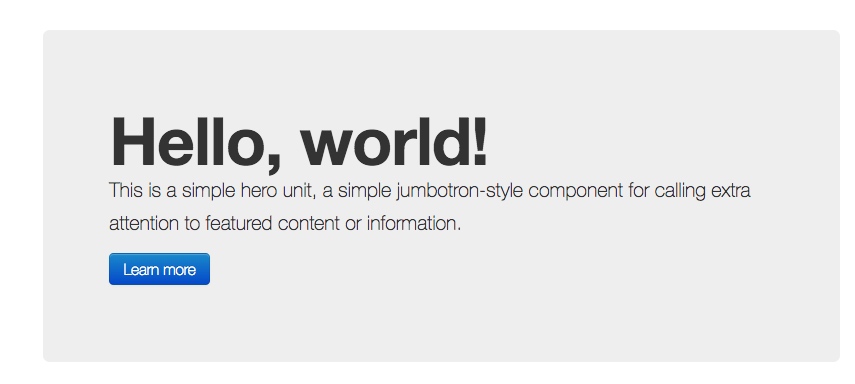 Hello, world!
This is a simple hero unit, a simple jumbotron-style component for calling extra
attention to featured content or information.
Learn more